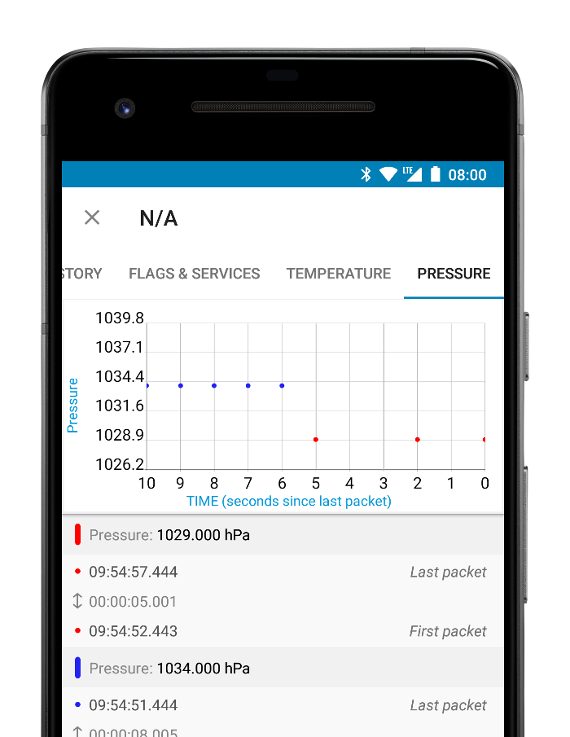 LTE 08:00
N/A
STORY FLAGS & SERVICES TEMPERATURE PRESSURE
1039.8
1037.1
1034.4
1031.6
1028.9
1026.2
Pressure
10 9 8 7 6 5 4 3 2 1 0
TIME (seconds since last packet)
Pressure: 1029.000 hPa
09:54:57.444 Last packet
00:00:05.001
09:54:52.443 First packet
Pressure: 1034.000 hPa
09:54:51.444 Last packet
00:00:08.005